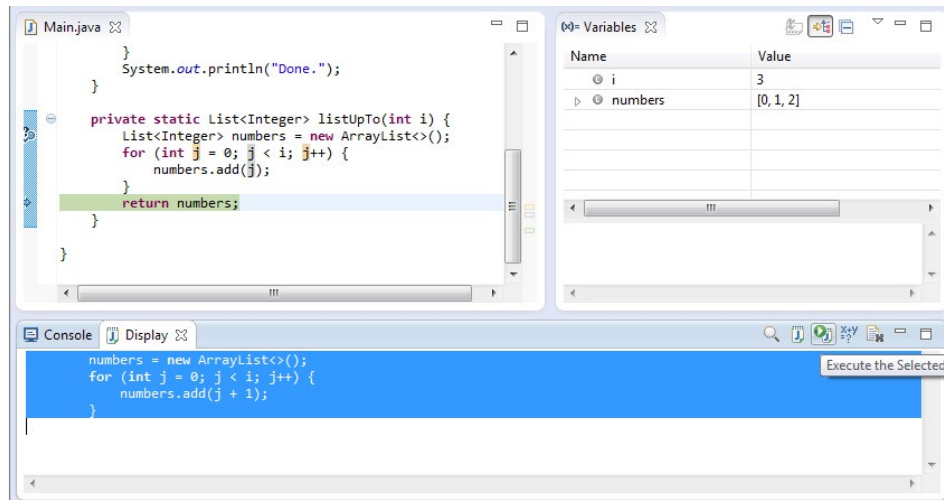 Main.java
}
System.out.println("Done.");
}
private static List<Integer> listUpTo(int i) {
List<Integer> numbers = new ArrayList<>();
for (int j = 0; j < i; j++) {
numbers.add(j);
}
return numbers;
}
}
(x)= Variables
Name Value
i 3
numbers [0, 1, 2]
Console Display
numbers = new ArrayList<>();
for (int j = 0; j < i; j++) {
numbers.add(j + 1);
}
Execute the Selected